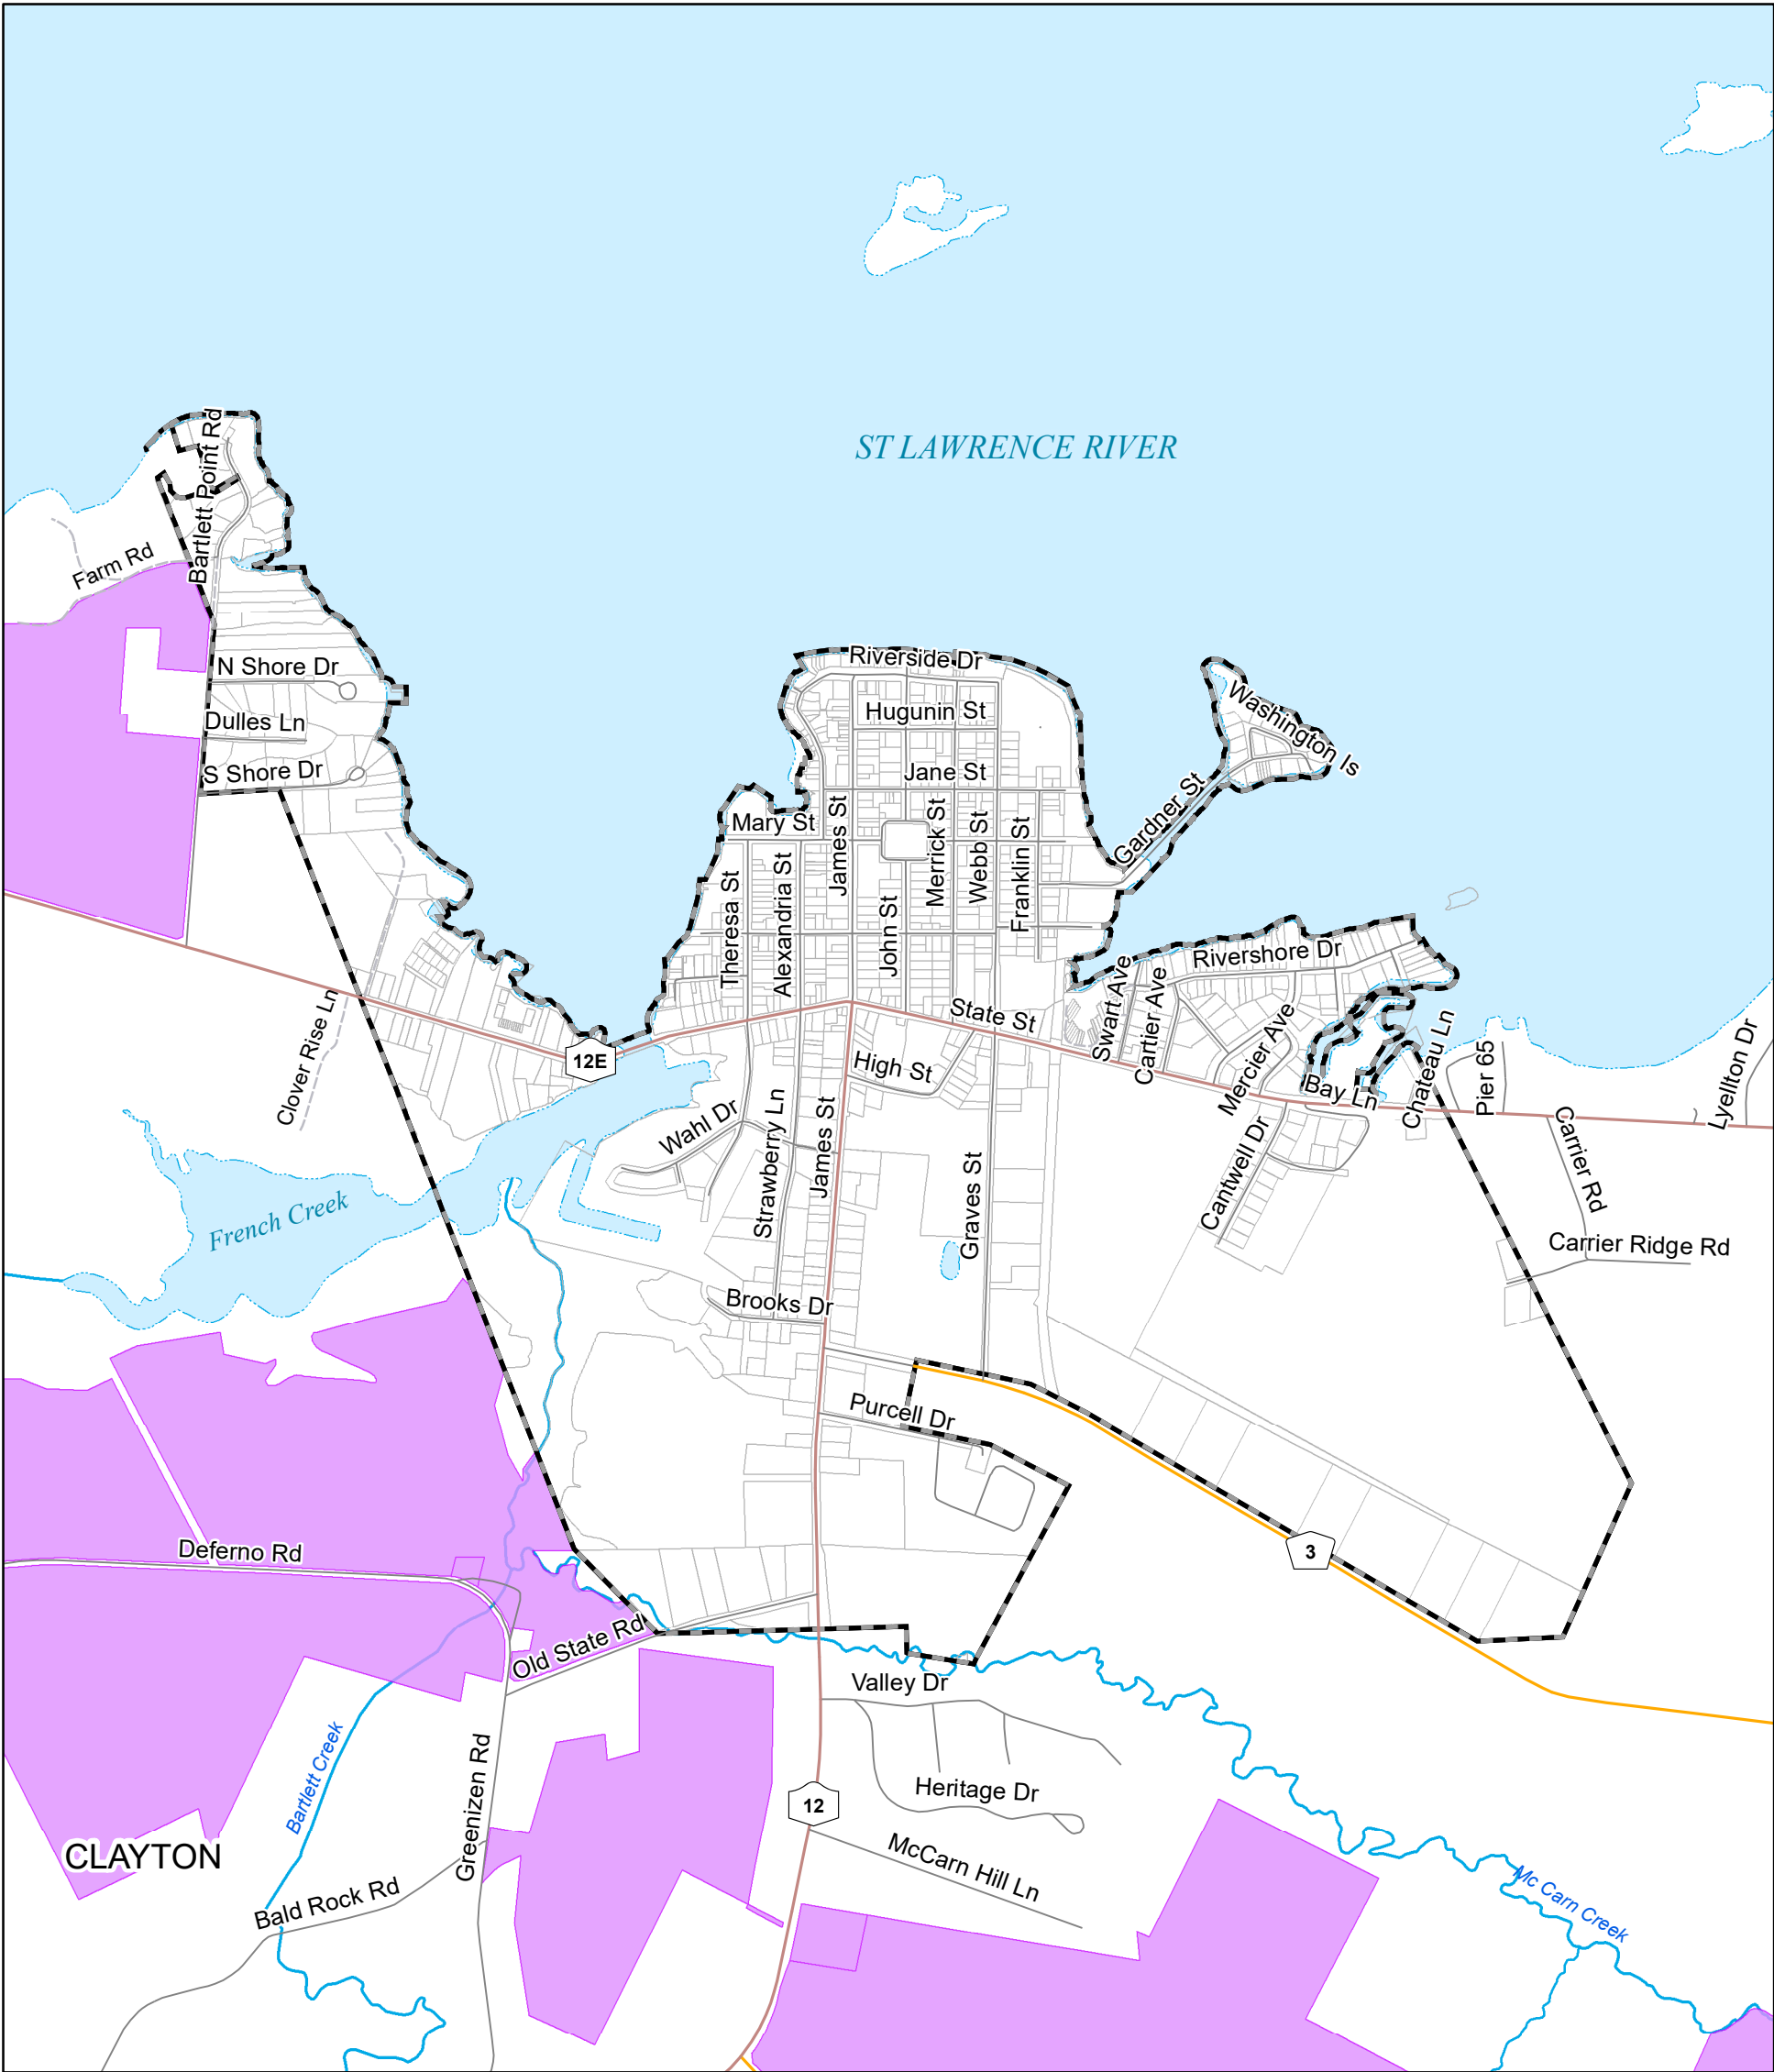 ST LAWRENCE RIVER
Bartlett Point Rd
Farm Rd
N Shore Dr
Dulles Ln
S Shore Dr
Riverside Dr
Hugunin St
Jane St
Mary St
Washington Is
Gardner St
James St
Merrick St
Webb St
Franklin St
Theresa St
Alexandria St
John St
Rivershore Dr
Swart Ave
Cartier Ave
Mercier Ave
State St
High St
12E
Clover Rise Ln
Bay Ln
Chateau Ln
Pier 65
Lyellton Dr
Wahl Dr
Strawberry Ln
James St
Graves St
Cantwell Dr
Carrier Rd
Carrier Ridge Rd
French Creek
Brooks Dr
Purcell Dr
3
Deferno Rd
Old State Rd
Valley Dr
Heritage Dr
12
McCarn Hill Ln
Bartlett Creek
Greenizen Rd
CLAYTON
Bald Rock Rd
Mc Carn Creek